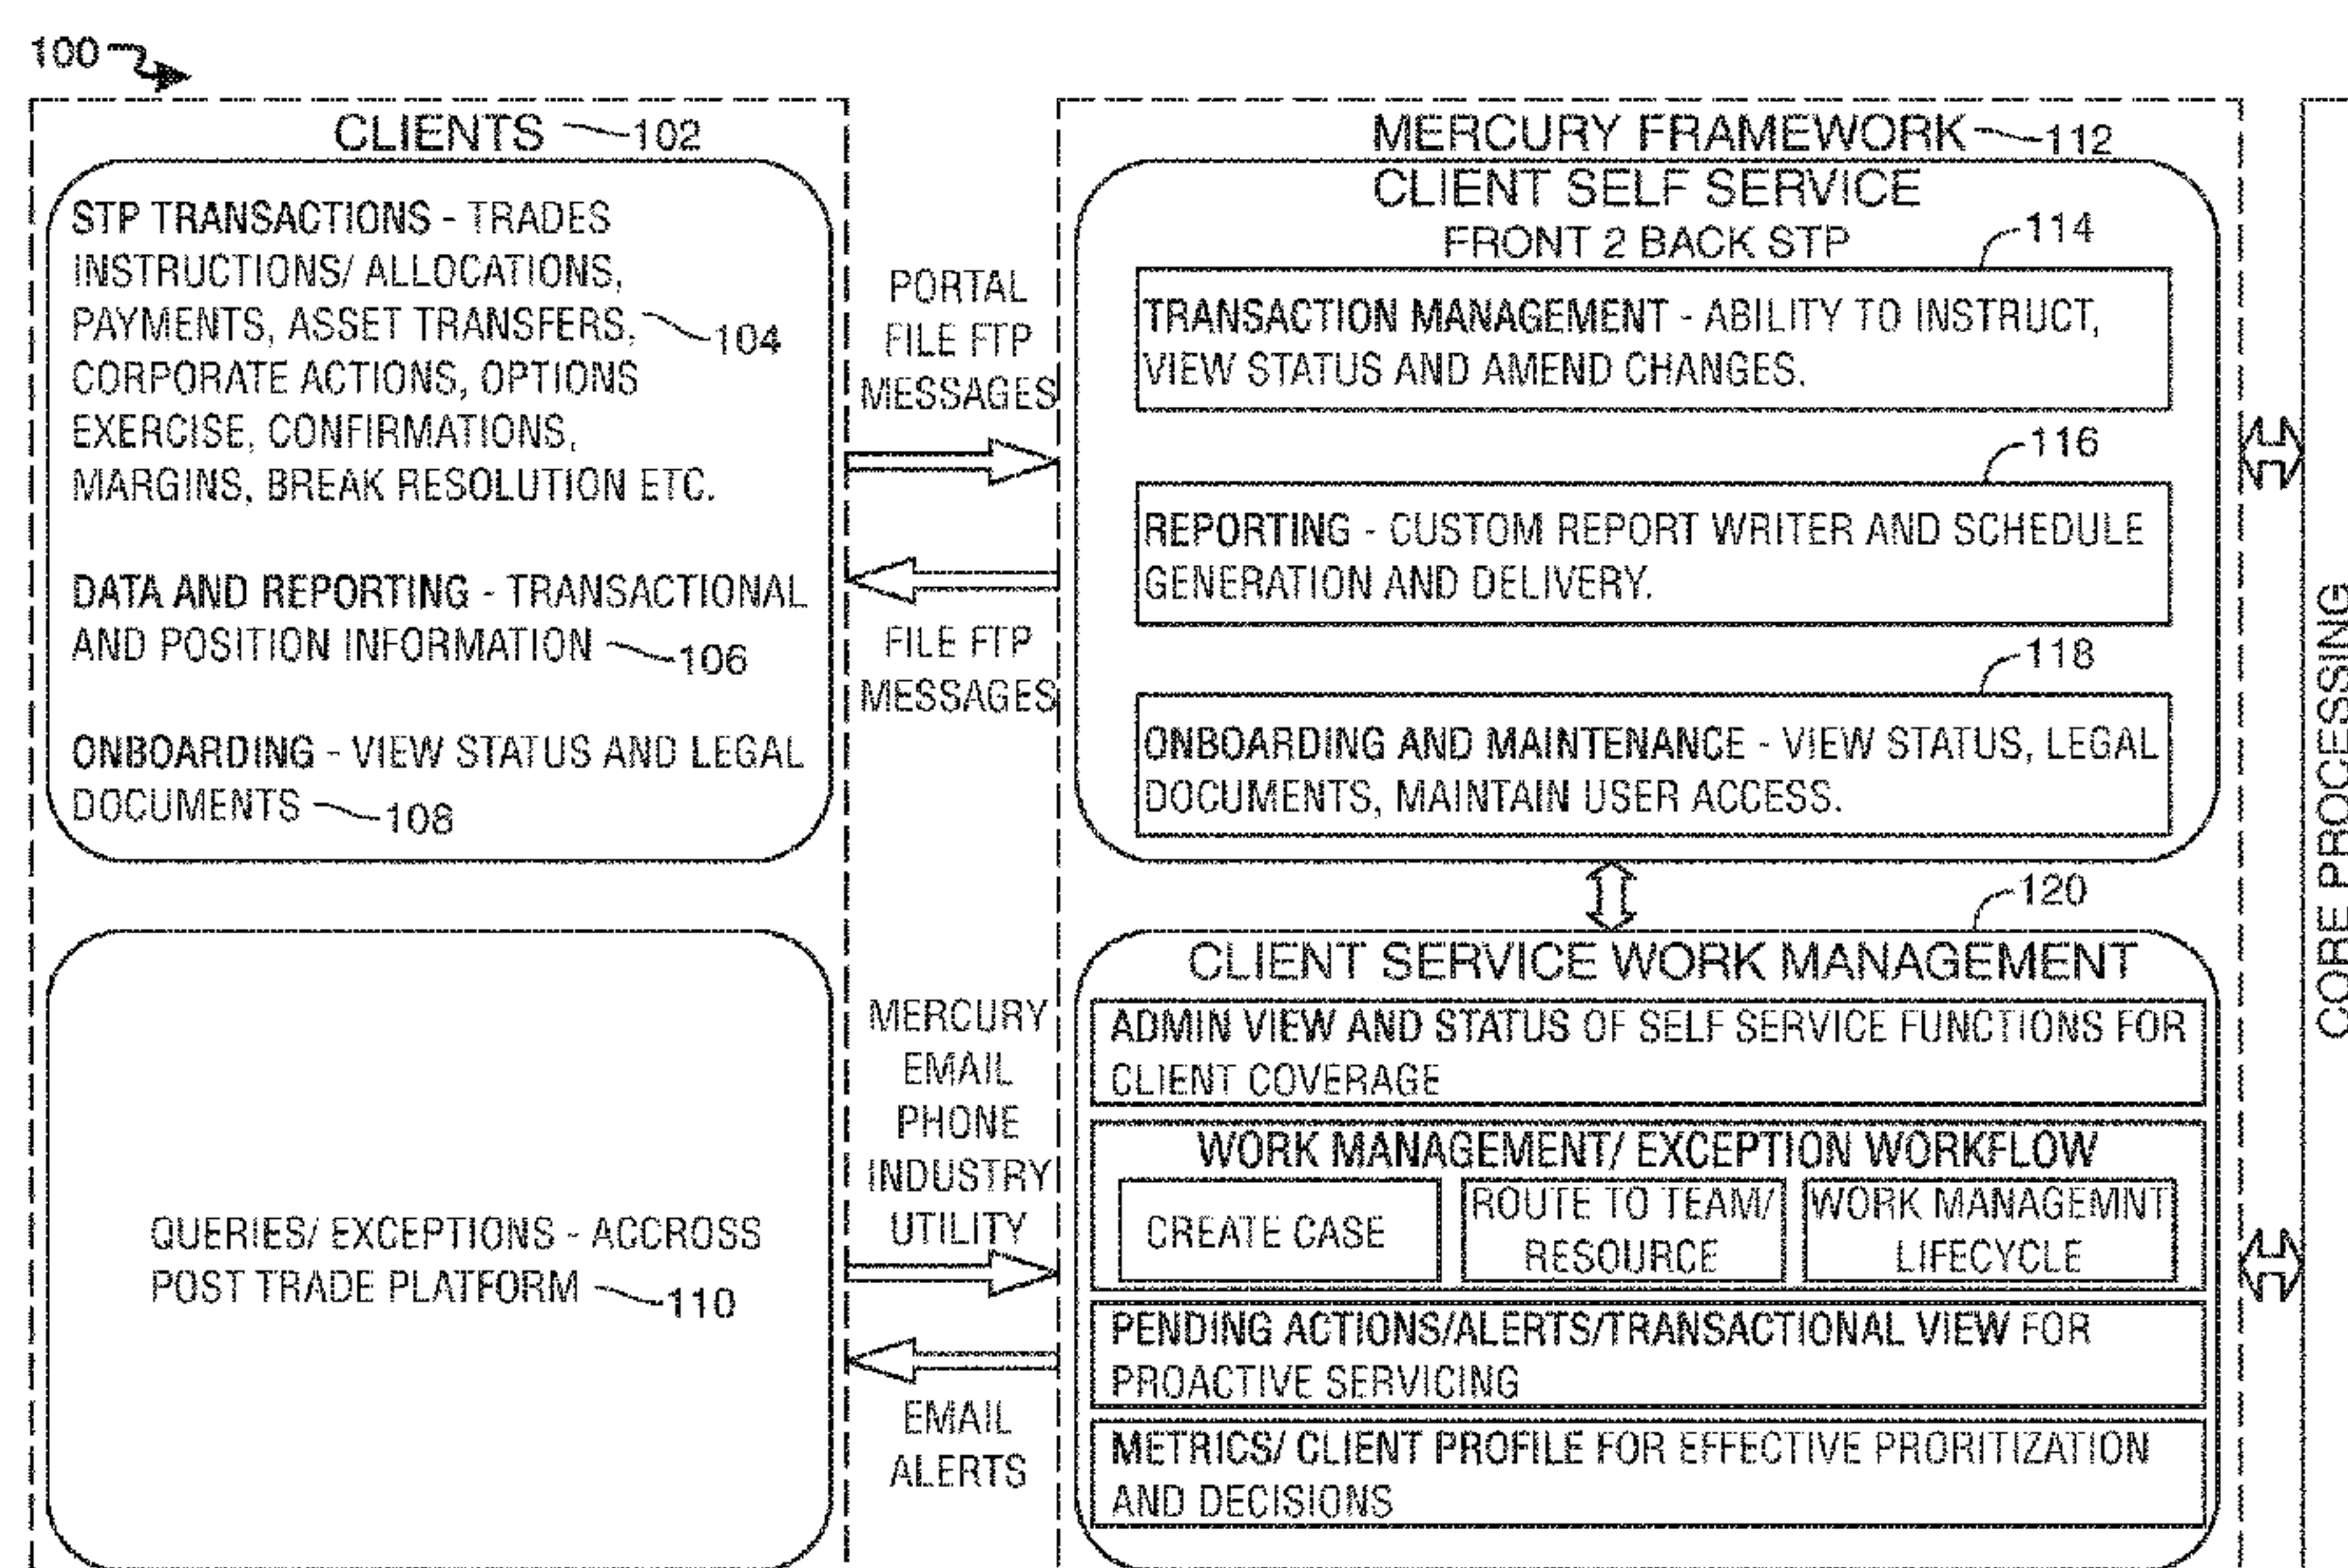 100
CLIENTS 102
STP TRANSACTIONS - TRADES
INSTRUCTIONS/ ALLOCATIONS,
PAYMENTS, ASSET TRANSFERS, 104
CORPORATE ACTIONS, OPTIONS
EXERCISE, CONFIRMATIONS,
MARGINS, BREAK RESOLUTION ETC.
DATA AND REPORTING - TRANSACTIONAL
AND POSITION INFORMATION 106
ONBOARDING - VIEW STATUS AND LEGAL
DOCUMENTS 108
QUERIES/ EXCEPTIONS - ACCROSS
POST TRADE PLATFORM 110
PORTAL
FILE FTP
MESSAGES
FILE FTP
MESSAGES
MERCURY
EMAIL
PHONE
INDUSTRY
UTILITY
EMAIL
ALERTS
MERCURY FRAMEWORK 112
CLIENT SELF SERVICE
FRONT 2 BACK STP
114
TRANSACTION MANAGEMENT - ABILITY TO INSTRUCT,
VIEW STATUS AND AMEND CHANGES.
116
REPORTING - CUSTOM REPORT WRITER AND SCHEDULE
GENERATION AND DELIVERY.
118
ONBOARDING AND MAINTENANCE - VIEW STATUS, LEGAL
DOCUMENTS, MAINTAIN USER ACCESS.
120
CLIENT SERVICE WORK MANAGEMENT
ADMIN VIEW AND STATUS OF SELF SERVICE FUNCTIONS FOR
CLIENT COVERAGE
WORK MANAGEMENT/ EXCEPTION WORKFLOW
CREATE CASE
ROUTE TO TEAM/
RESOURCE
WORK MANAGEMNT
LIFECYCLE
PENDING ACTIONS/ALERTS/TRANSACTIONAL VIEW FOR
PROACTIVE SERVICING
METRICS/ CLIENT PROFILE FOR EFFECTIVE PRORITIZATION
AND DECISIONS
CORE PROCESSING